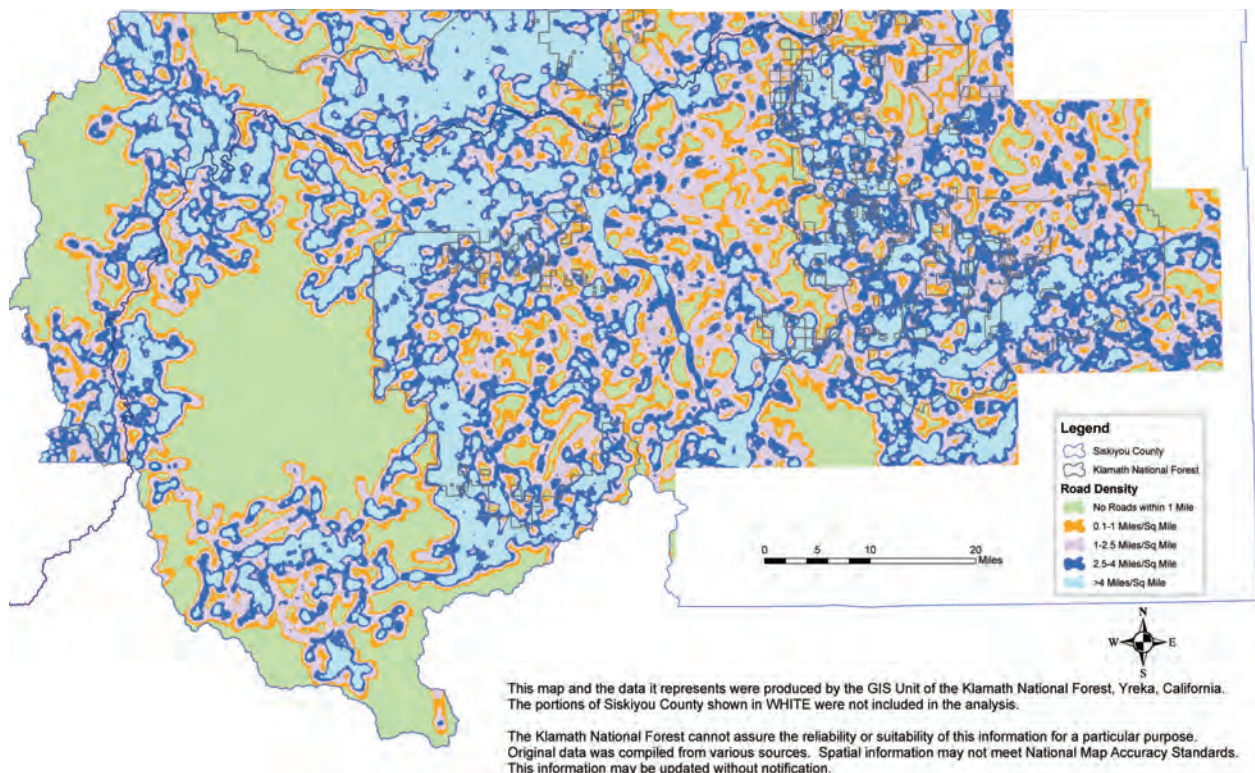 Legend
Siskiyou County
Klamath National Forest
Road Density
No Roads within 1 Mile
0.1-1 Miles/Sq Mile
1-2.5 Miles/Sq Mile
2.5-4 Miles/Sq Mile
>4 Miles/Sq Mile
0 5 10 20
Miles
N
W E
S
This map and the data it represents were produced by the GIS Unit of the Klamath National Forest, Yreka, California.
The portions of Siskiyou County shown in WHITE were not included in the analysis.
The Klamath National Forest cannot assure the reliability or suitability of this information for a particular purpose.
Original data was compiled from various sources. Spatial information may not meet National Map Accuracy Standards.
This information may be updated without notification.